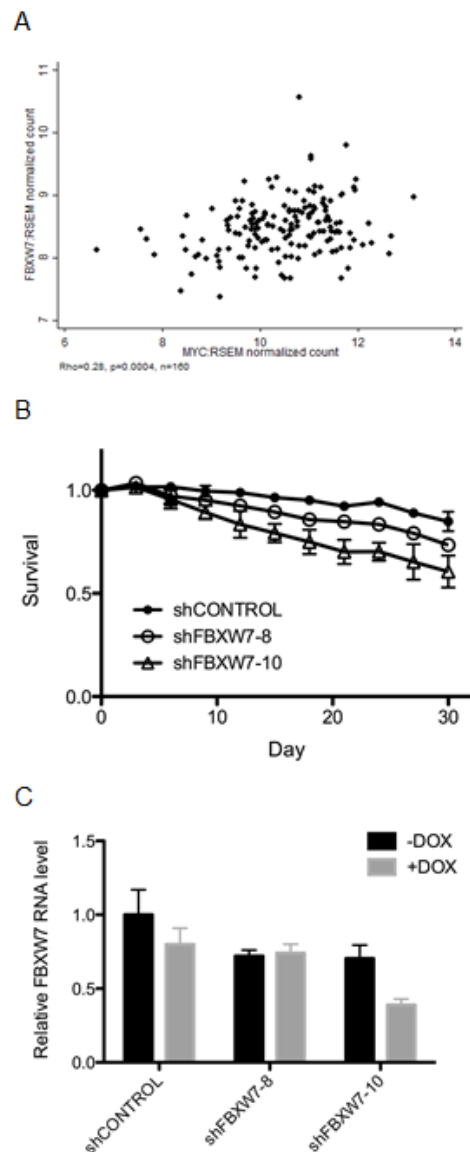 A
11
10
9
8
7
FBXW7:RSEM normalized count
6
8
10
12
14
MYC:RSEM normalized count
Rho=0.28, p=0.0004, n=160
B
1.0
0.5
0.0
Survival
shCONTROL
shFBXW7-8
shFBXW7-10
0
10
20
30
Day
C
1.5
1.0
0.5
0.0
Relative FBXW7 RNA level
-DOX
+DOX
shCONTROL
shFBXW7-8
shFBXW7-10